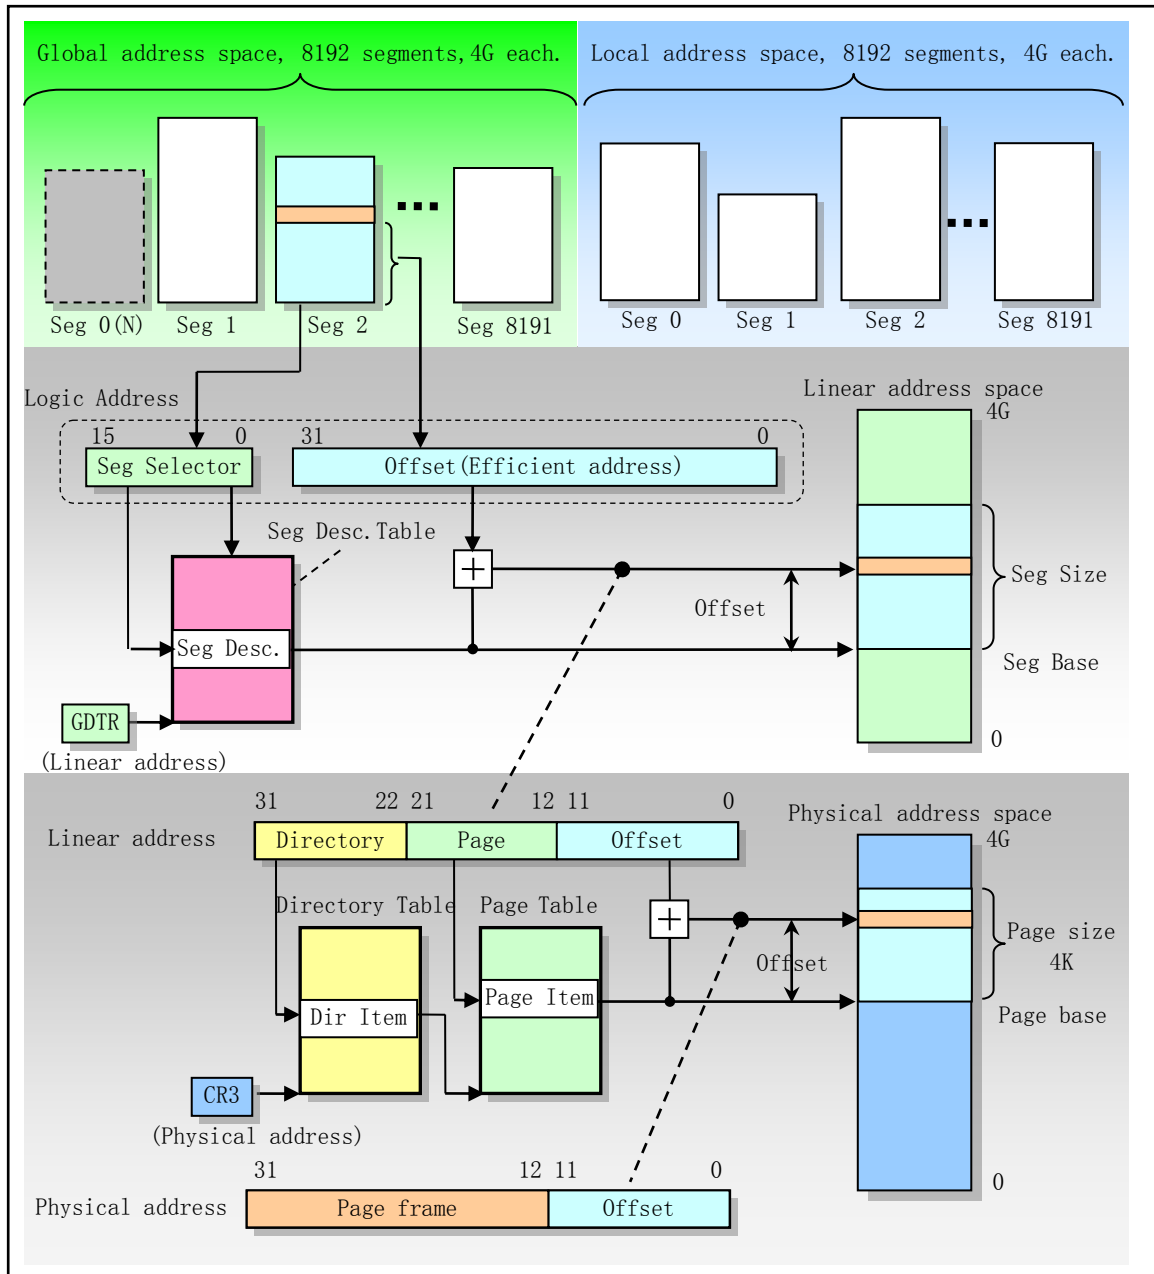 Global address space, 8192 segments, 4G each.
Local address space, 8192 segments, 4G each.
Seg 0(N)
Seg 1
Seg 2
Seg 8191
Seg 0
Seg 1
Seg 2
Seg 8191
Logic Address
Linear address space
4G
15 0
31 0
Seg Selector
Offset(Efficient address)
Seg Desc.Table
Seg Size
Offset
Seg Desc.
Seg Base
GDTR
0
(Linear address)
31 22 21 12 11 0
Physical address space
Linear address
Directory
Page
Offset
4G
Directory Table
Page Table
Page size
4K
Offset
Page Item
Dir Item
Page base
CR3
(Physical address)
31 12 11 0
0
Physical address
Page frame
Offset